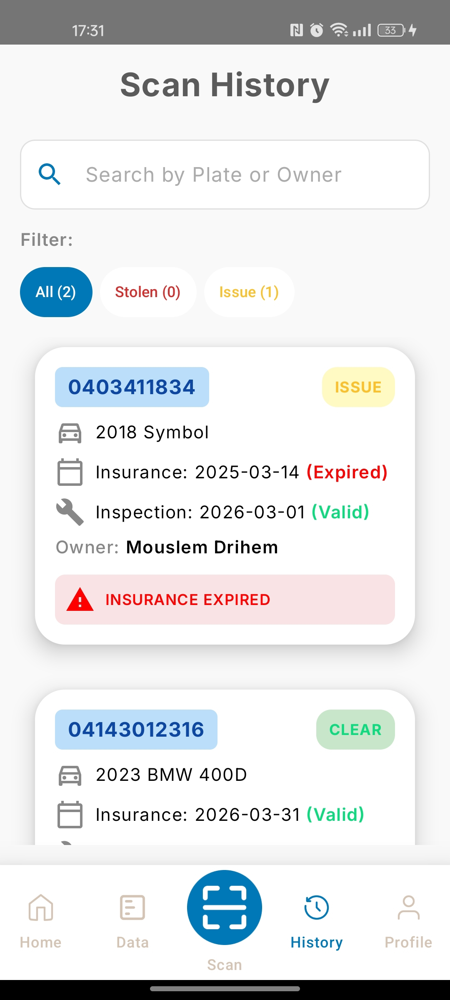 17:31
33
Scan History
Search by Plate or Owner
Filter:
All (2)
Stolen (0)
Issue (1)
0403411834
ISSUE
2018 Symbol
Insurance: 2025-03-14 (Expired)
Inspection: 2026-03-01 (Valid)
Owner: Mouslem Drihem
INSURANCE EXPIRED
04143012316
CLEAR
2023 BMW 400D
Insurance: 2026-03-31 (Valid)
Home
Data
Scan
History
Profile